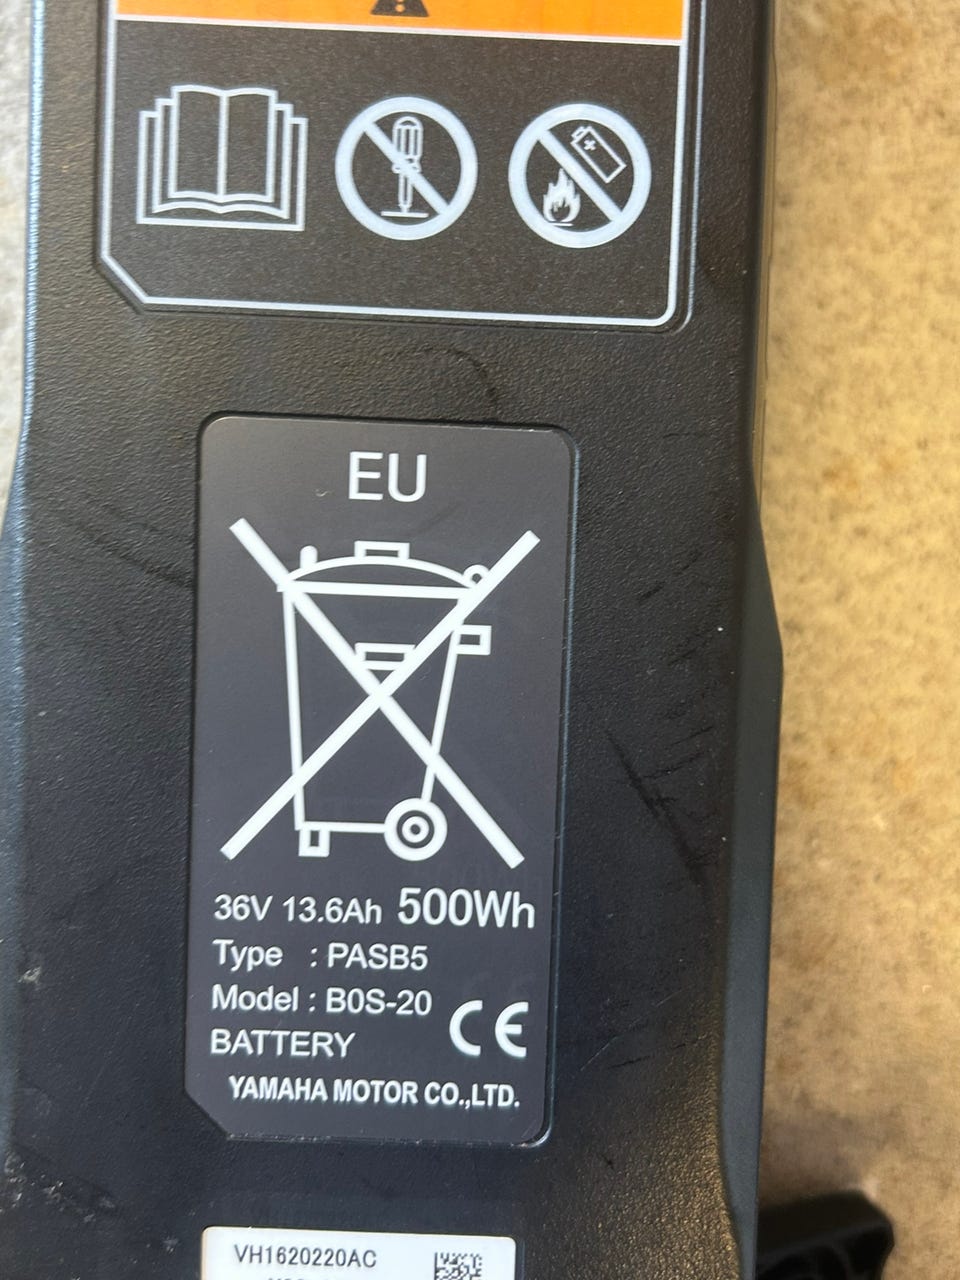 EU
36V 13.6Ah 500Wh
Type : PASB5
Model : B0S-20
BATTERY
CE
YAMAHA MOTOR CO.,LTD.
VH1620220AC